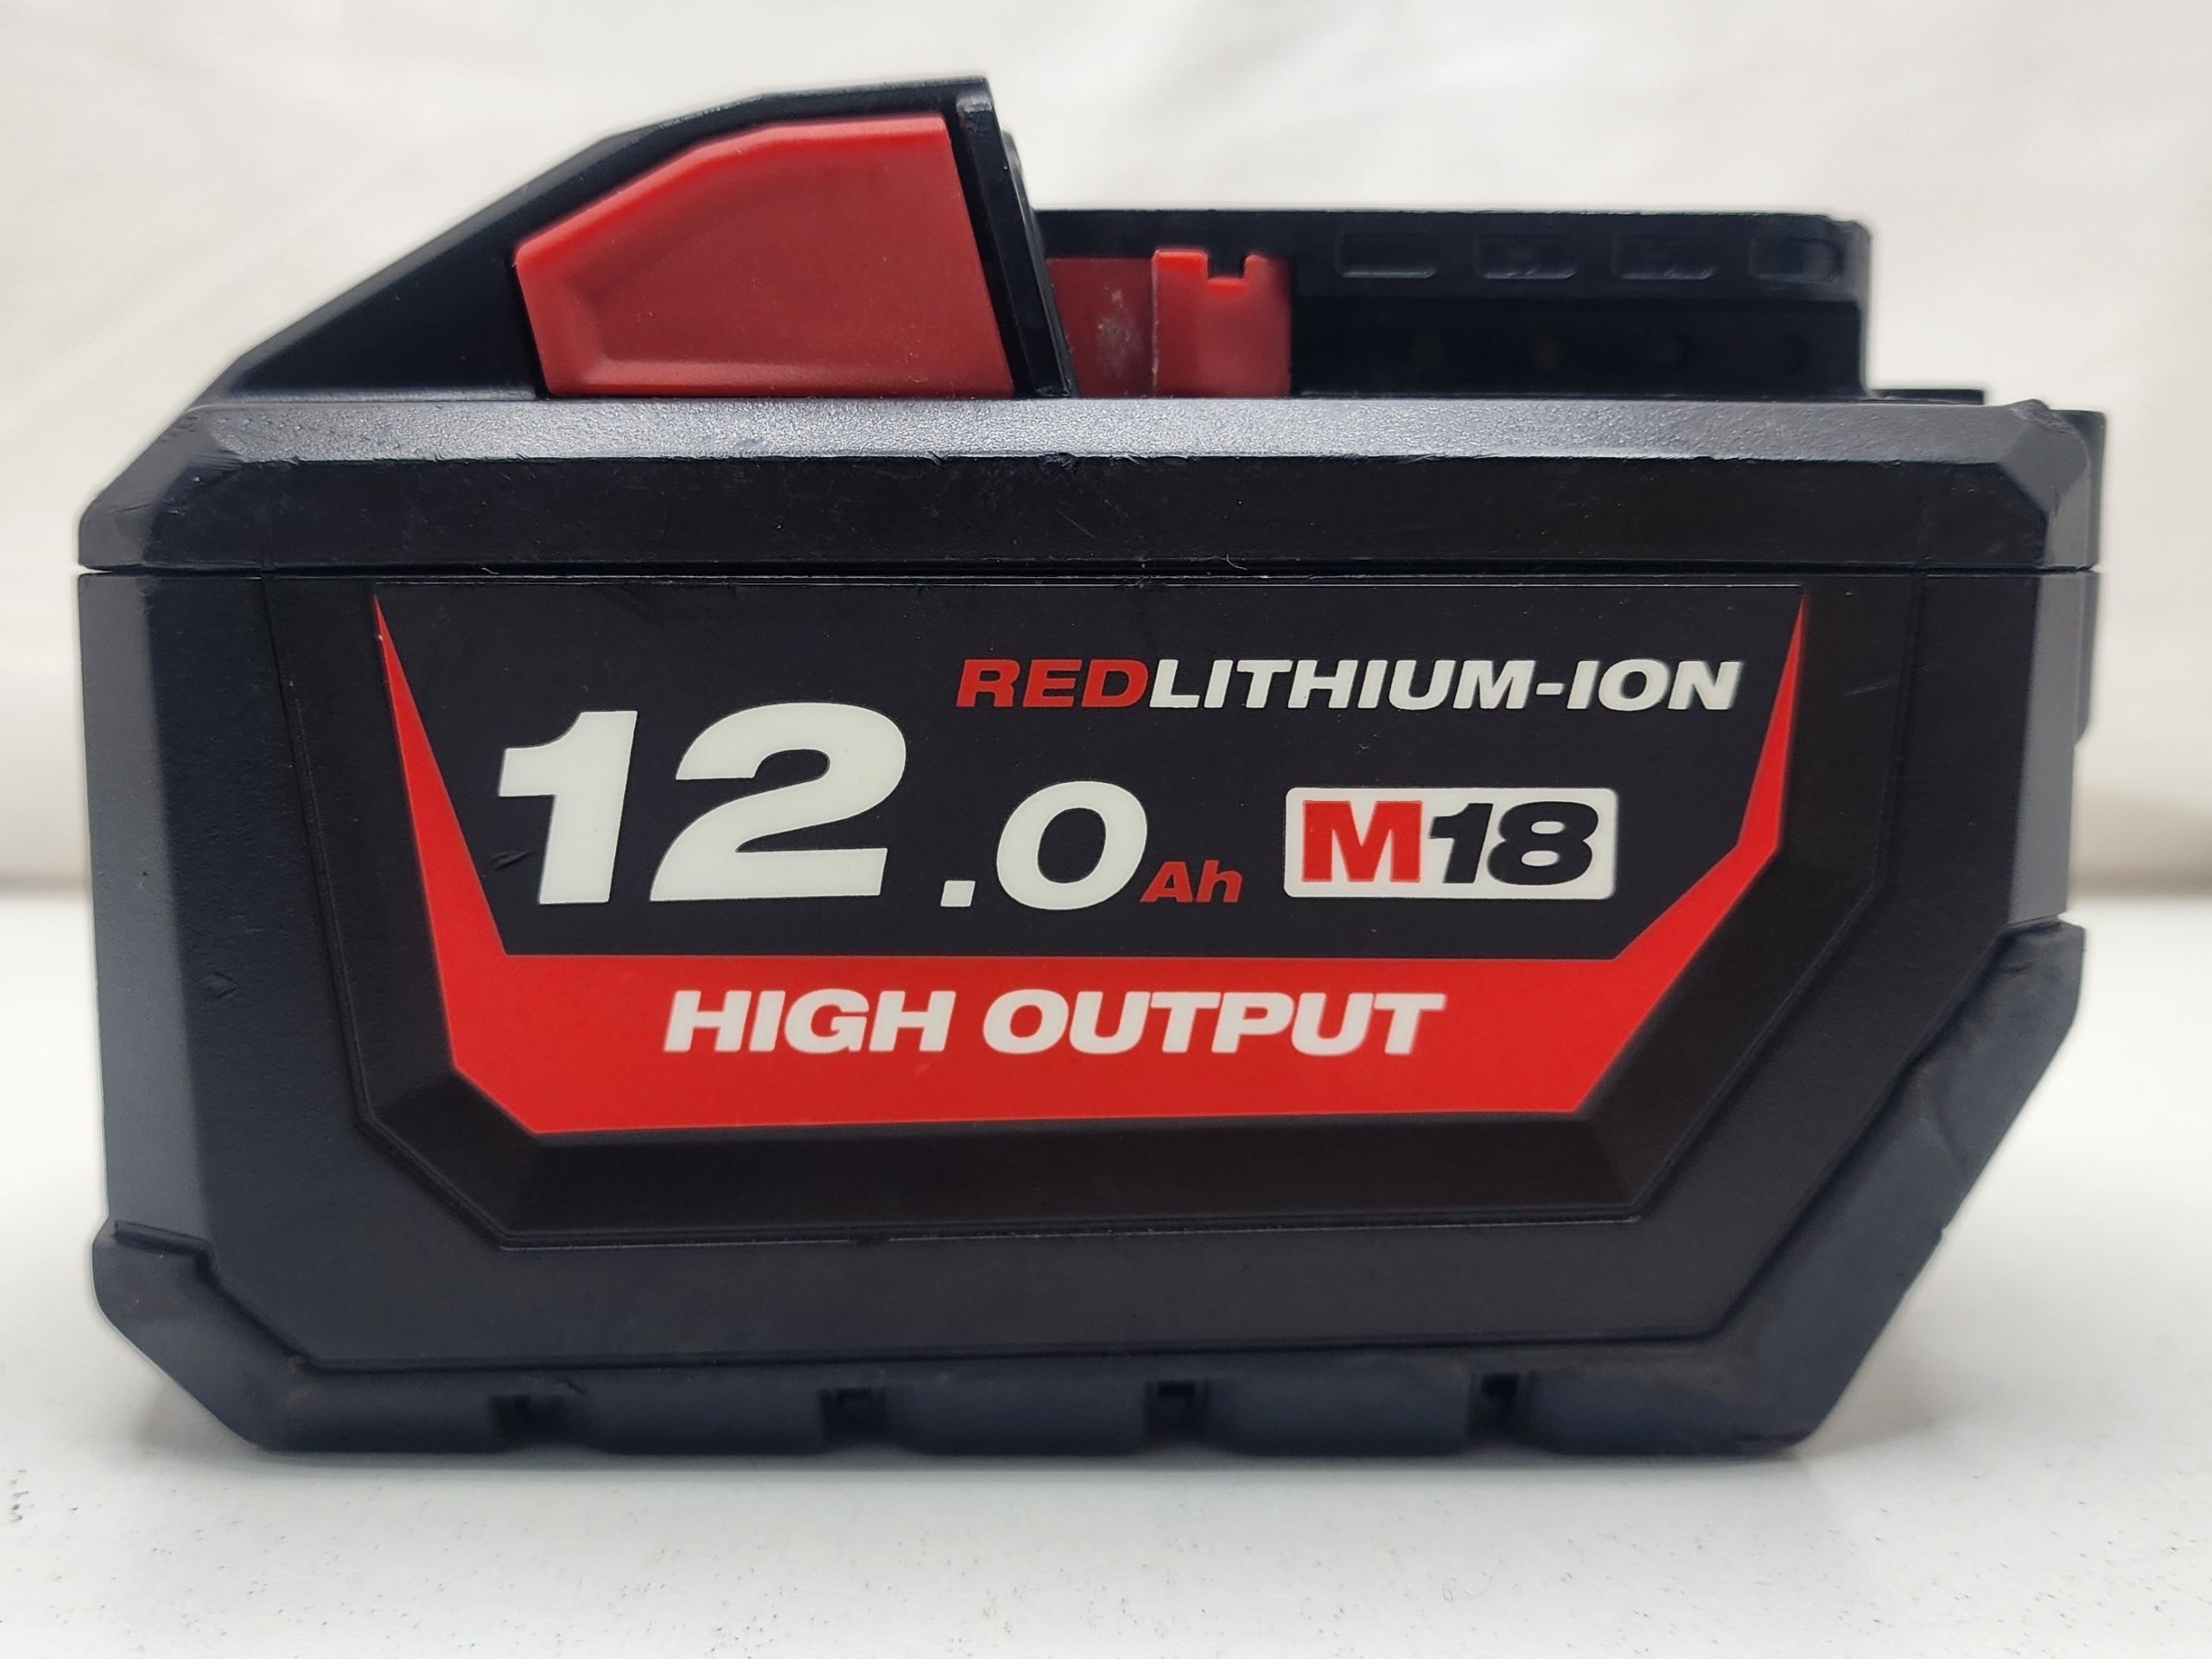 REDLITHIUM-ION
12.0Ah M18
HIGH OUTPUT